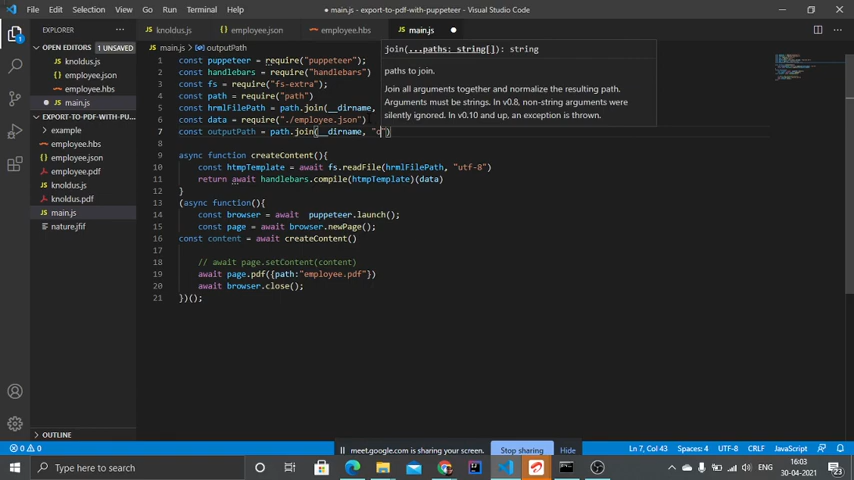 File Edit Selection View Go Run Terminal Help
main.js - export-to-pdf-with-puppeteer - Visual Studio Code
EXPLORER
knoldus.js employee.json employee.hbs main.js
OPEN EDITORS 1 UNSAVED
knoldus.js
employee.json
employee.hbs
main.js
EXPORT-TO-PDF-WITH-PU...
example
employee.hbs
employee.pdf
knoldus.js
knoldus.pdf
main.js
nature.jfif
OUTLINE
main.js > outputPath
join(...paths: string[]): string
paths to join.
Join all arguments together and normalize the resulting path.
Arguments must be strings. In v0.8, non-string arguments were
silently ignored. In v0.10 and up, an exception is thrown.
1 const puppeteer = require("puppeteer");
2 const handlebars = require("handlebars")
3 const fs = require("fs-extra");
4 const path = require("path")
5 const hrmlFilePath = path.join(__dirname,
6 const data = require("./employee.json")
7 const outputPath = path.join(__dirname, "o")
8
9 async function createContent(){
10 const htmpTemplate = await fs.readFile(hrmlFilePath, "utf-8")
11 return await handlebars.compile(htmpTemplate)(data)
12 }
13 (async function(){
14 const browser = await puppeteer.launch();
15 const page = await browser.newPage();
16 const content = await createContent()
17
18 // await page.setContent(content)
19 await page.pdf({path:"employee.pdf"})
20 await browser.close();
21 })();
0 0 Ln 7, Col 43 Spaces: 4 UTF-8 CRLF JavaScript
meet.google.com is sharing your screen. Stop sharing Hide
Type here to search
ENG
16:03
30-04-2021
23